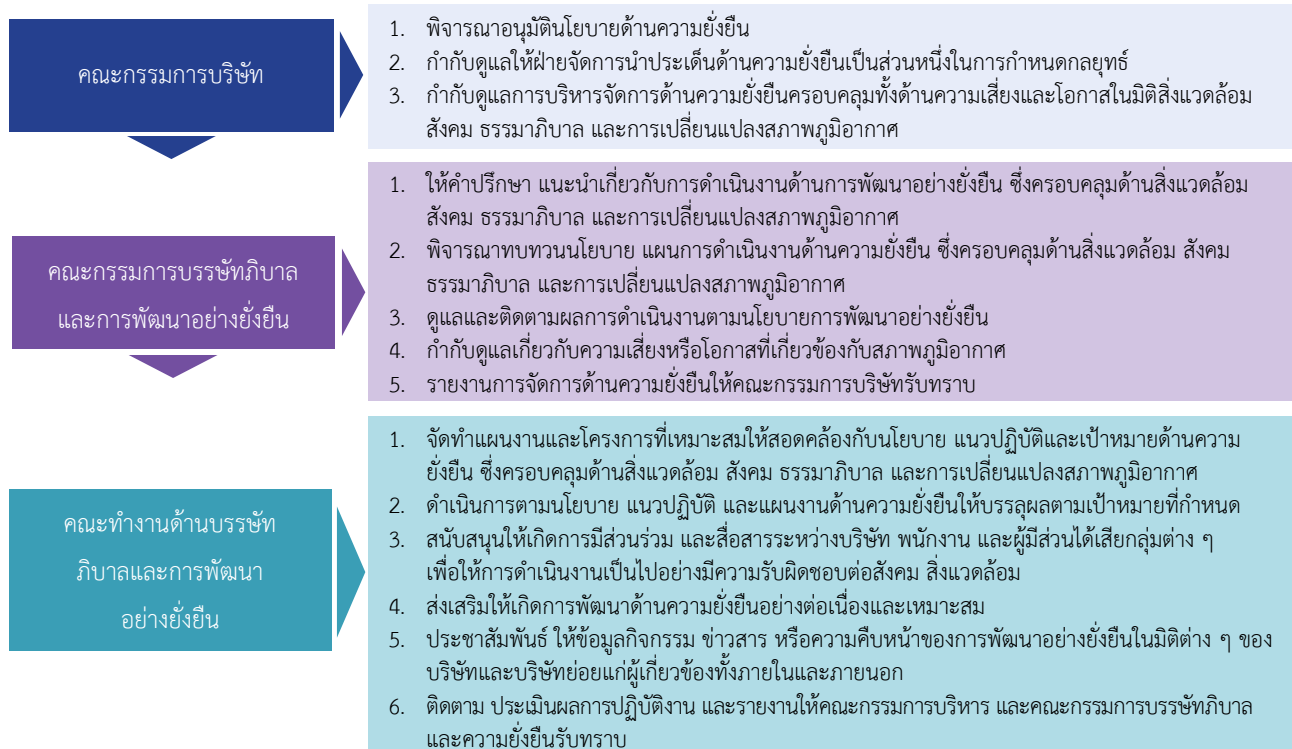 คณะกรรมการบริษัท
1. พิจารณาอนุมัตินโยบายด้านความยั่งยืน
2. กำกับดูแลให้ฝ่ายจัดการนำประเด็นด้านความยั่งยืนเป็นส่วนหนึ่งในการกำหนดกลยุทธ์
3. กำกับดูแลการบริหารจัดการด้านความยั่งยืนครอบคลุมทั้งด้านความเสี่ยงและโอกาสในมิติสิ่งแวดล้อม
สังคม ธรรมาภิบาล และการเปลี่ยนแปลงสภาพภูมิอากาศ
คณะกรรมการบรรษัทภิบาล
และการพัฒนาอย่างยั่งยืน
1. ให้คำปรึกษา แนะนำเกี่ยวกับการดำเนินงานด้านการพัฒนาอย่างยั่งยืน ซึ่งครอบคลุมด้านสิ่งแวดล้อม
สังคม ธรรมาภิบาล และการเปลี่ยนแปลงสภาพภูมิอากาศ
2. พิจารณาทบทวนนโยบาย แผนการดำเนินงานด้านความยั่งยืน ซึ่งครอบคลุมด้านสิ่งแวดล้อม สังคม
ธรรมาภิบาล และการเปลี่ยนแปลงสภาพภูมิอากาศ
3. ดูแลและติดตามผลการดำเนินงานตามนโยบายการพัฒนาอย่างยั่งยืน
4. กำกับดูแลเกี่ยวกับความเสี่ยงหรือโอกาสที่เกี่ยวข้องกับสภาพภูมิอากาศ
5. รายงานการจัดการด้านความยั่งยืนให้คณะกรรมการบริษัทรับทราบ
คณะทำงานด้านบรรษัท
ภิบาลและการพัฒนา
อย่างยั่งยืน
1. จัดทำแผนงานและโครงการที่เหมาะสมให้สอดคล้องกับนโยบาย แนวปฏิบัติและเป้าหมายด้านความ
ยั่งยืน ซึ่งครอบคลุมด้านสิ่งแวดล้อม สังคม ธรรมาภิบาล และการเปลี่ยนแปลงสภาพภูมิอากาศ
2. ดำเนินการตามนโยบาย แนวปฏิบัติ และแผนงานด้านความยั่งยืนให้บรรลุผลตามเป้าหมายที่กำหนด
3. สนับสนุนให้เกิดการมีส่วนร่วม และสื่อสารระหว่างบริษัท พนักงาน และผู้มีส่วนได้เสียกลุ่มต่าง ๆ
เพื่อให้การดำเนินงานเป็นไปอย่างมีความรับผิดชอบต่อสังคม สิ่งแวดล้อม
4. ส่งเสริมให้เกิดการพัฒนาด้านความยั่งยืนอย่างต่อเนื่องและเหมาะสม
5. ประชาสัมพันธ์ ให้ข้อมูลกิจกรรม ข่าวสาร หรือความคืบหน้าของการพัฒนาอย่างยั่งยืนในมิติต่าง ๆ ของ
บริษัทและบริษัทย่อยแก่ผู้เกี่ยวข้องทั้งภายในและภายนอก
6. ติดตาม ประเมินผลการปฏิบัติงาน และรายงานให้คณะกรรมการบริหาร และคณะกรรมการบรรษัทภิบาล
และความยั่งยืนรับทราบ